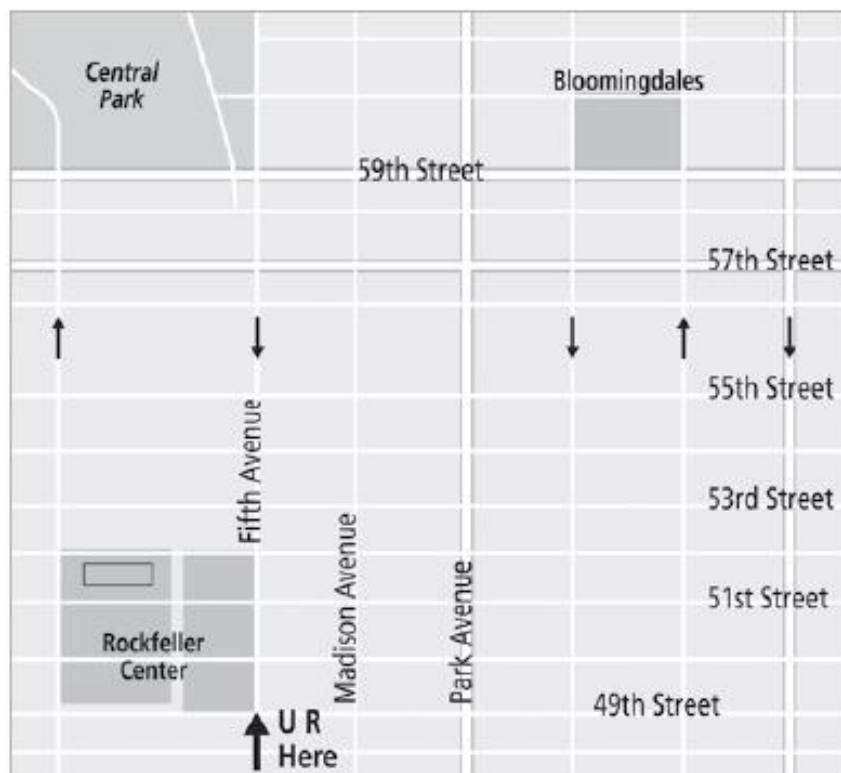 Central
Park
Bloomingdales
59th Street
57th Street
55th Street
Fifth Avenue
53rd Street
Madison Avenue
Park Avenue
51st Street
Rockfeller
Center
49th Street
U R
Here